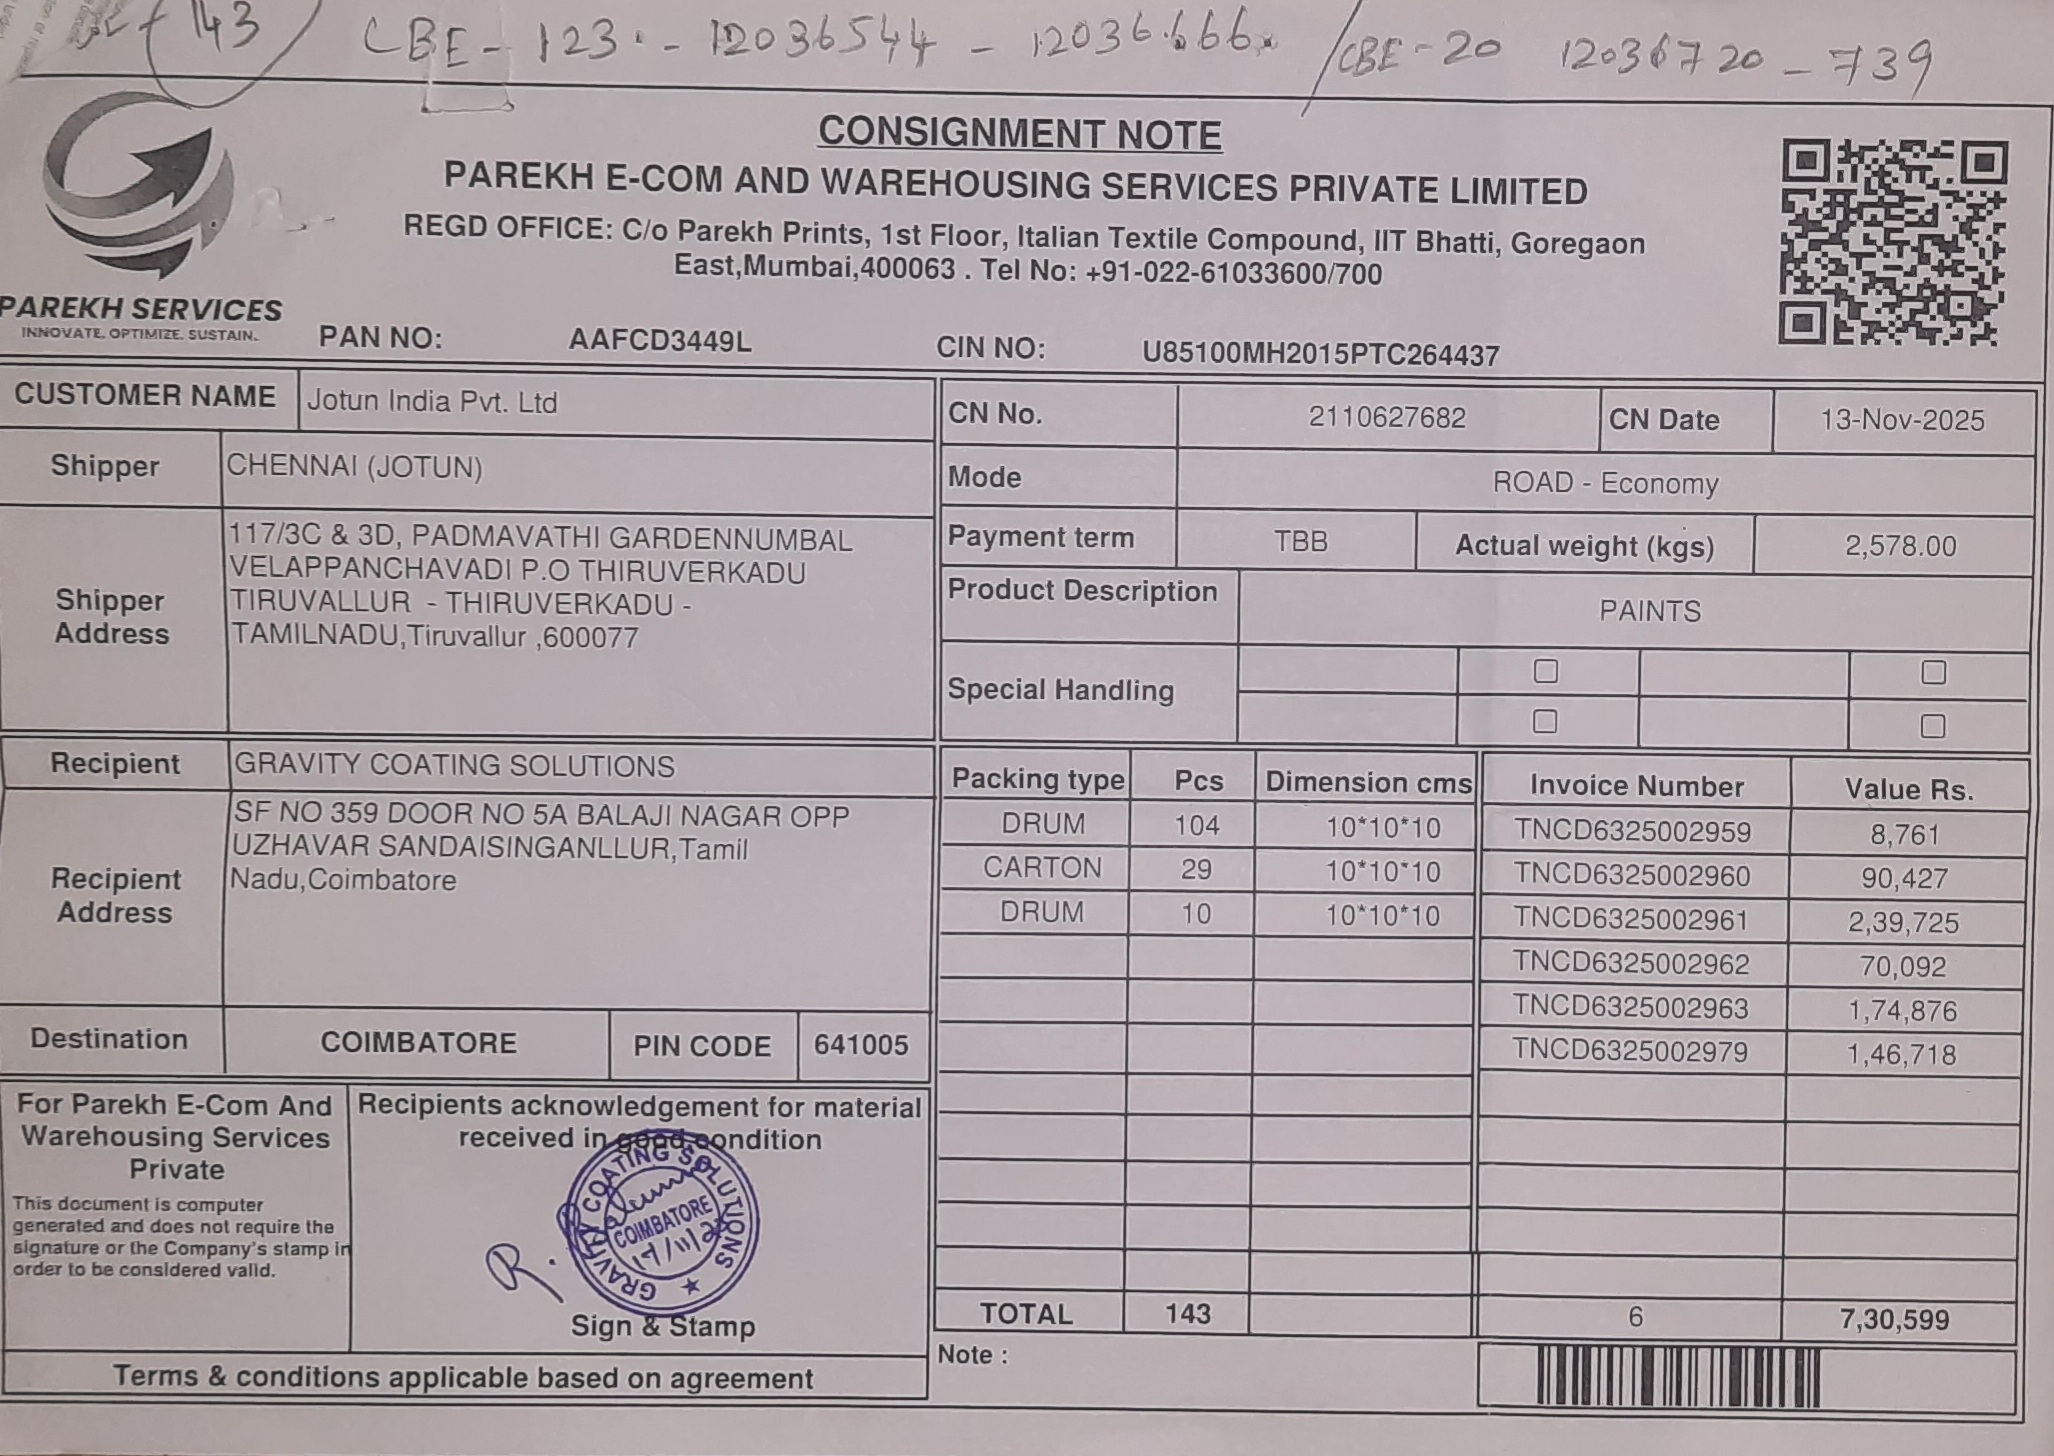 143
CBE - 123 - 12036544 - 12036666 / CBE - 20 12036720 - 739
CONSIGNMENT NOTE
PAREKH E-COM AND WAREHOUSING SERVICES PRIVATE LIMITED
REGD OFFICE: C/o Parekh Prints, 1st Floor, Italian Textile Compound, IIT Bhatti, Goregaon
East,Mumbai,400063 . Tel No: +91-022-61033600/700
PAREKH SERVICES
INNOVATE. OPTIMIZE. SUSTAIN.
PAN NO: AAFCD3449L CIN NO: U85100MH2015PTC264437
CUSTOMER NAME Jotun India Pvt. Ltd
Shipper CHENNAI (JOTUN)
Shipper Address
117/3C & 3D, PADMAVATHI GARDENNUMBAL
VELAPPANCHAVADI P.O THIRUVERKADU
TIRUVALLUR - THIRUVERKADU -
TAMILNADU,Tiruvallur ,600077
CN No. 2110627682 CN Date 13-Nov-2025
Mode ROAD - Economy
Payment term TBB Actual weight (kgs) 2,578.00
Product Description PAINTS
Special Handling
Recipient GRAVITY COATING SOLUTIONS
Recipient Address
SF NO 359 DOOR NO 5A BALAJI NAGAR OPP
UZHAVAR SANDAISINGANLLUR,Tamil
Nadu,Coimbatore
Destination COIMBATORE PIN CODE 641005
Packing type Pcs Dimension cms Invoice Number Value Rs.
DRUM 104 10*10*10 TNCD6325002959 8,761
CARTON 29 10*10*10 TNCD6325002960 90,427
DRUM 10 10*10*10 TNCD6325002961 2,39,725
TNCD6325002962 70,092
TNCD6325002963 1,74,876
TNCD6325002979 1,46,718
TOTAL 143 6 7,30,599
Note :
For Parekh E-Com And
Warehousing Services
Private
This document is computer
generated and does not require the
signature or the Company's stamp in
order to be considered valid.
Recipients acknowledgement for material
received in good condition
GRAVITY COATING SOLUTIONS
COIMBATORE
R.
Sign & Stamp
Terms & conditions applicable based on agreement